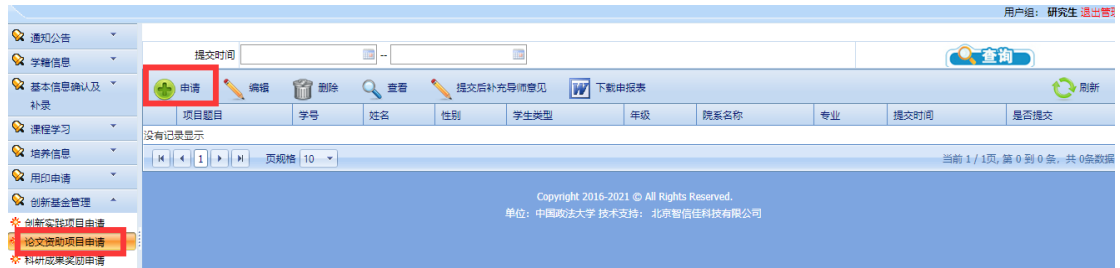 用户组： 研究生 退出管理
通知公告
学籍信息
基本信息确认及
补录
课程学习
培养信息
用印申请
创新基金管理
创新实践项目申请
论文资助项目申请
科研成果奖励申请
提交时间 -- 查询
申请 编辑 删除 查看 提交后补充导师意见 下载申报表 刷新
项目题目 学号 姓名 性别 学生类型 年级 院系名称 专业 提交时间 是否提交
没有记录显示
1 页规格 10 当前 1 / 1页, 第 0 到 0 条, 共 0条数据
Copyright 2016-2021 © All Rights Reserved.
单位：中国政法大学 技术支持： 北京智信佳科技有限公司